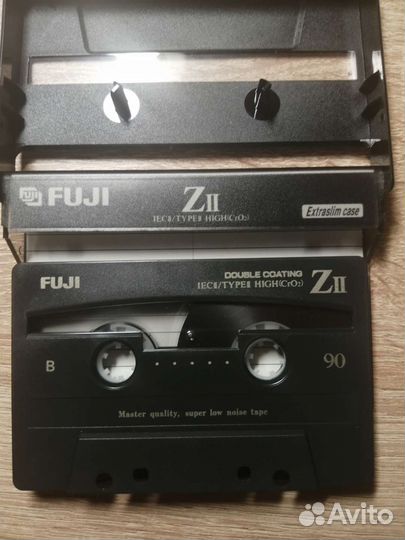 FUJI FUJI ZII
IECII/TYPEII HIGH(CrO₂)
Extraslim case
FUJI
DOUBLE COATING
IECII/TYPEII HIGH(CrO₂) ZII
B
90
Master quality, super low noise tape
Avito